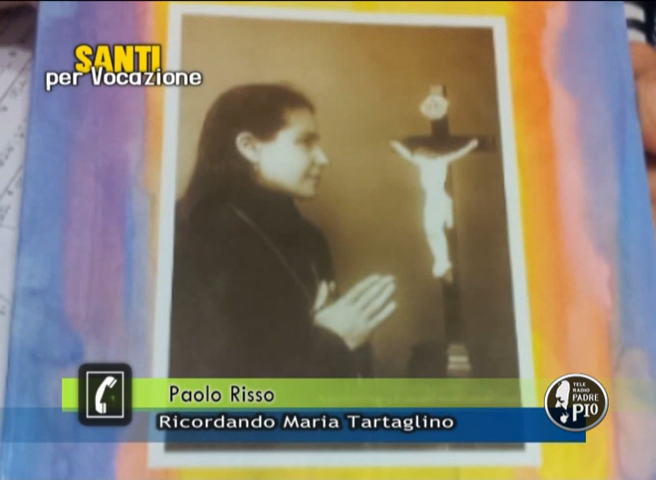 SANTI
per Vocazione
Paolo Risso
Ricordando Maria Tartaglino
TELE
RADIO
PADRE
PIO